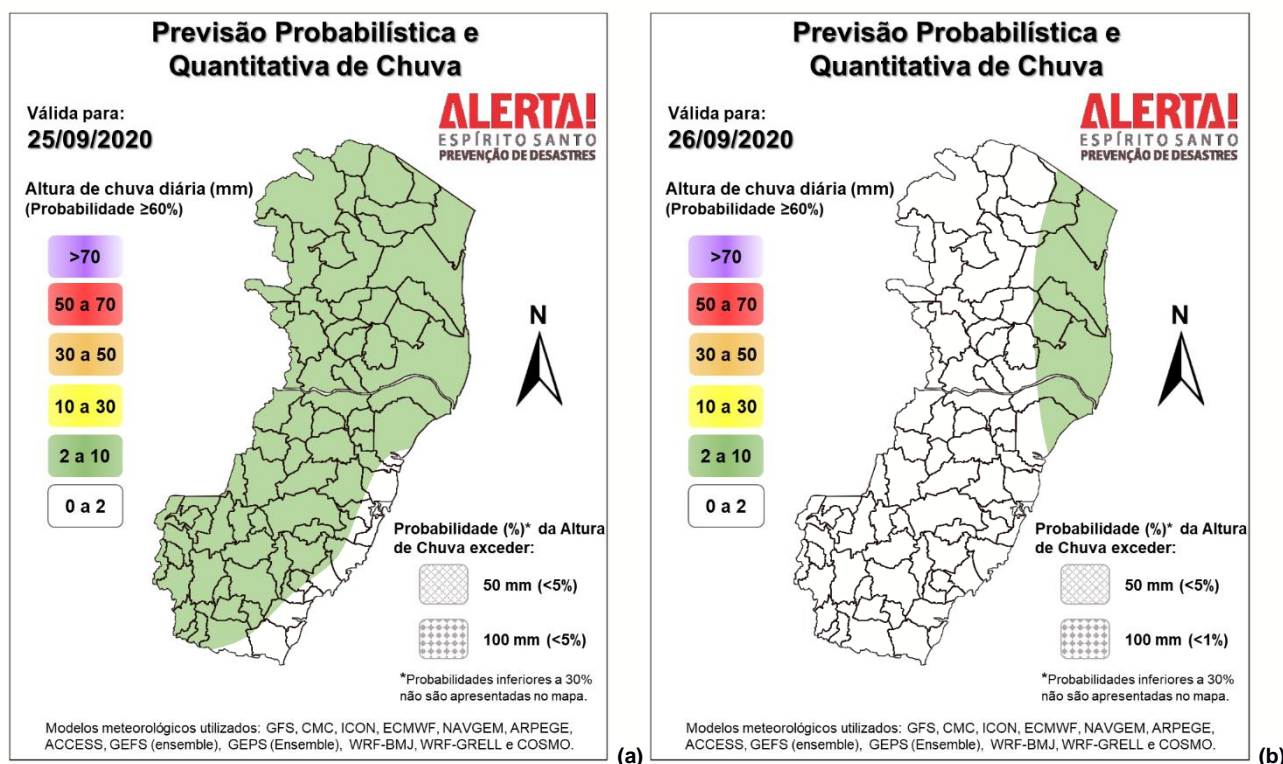 Previsão Probabilística e
Quantitativa de Chuva
Válida para:
25/09/2020
ALERTA!
ESPÍRITO SANTO
PREVENÇÃO DE DESASTRES
Altura de chuva diária (mm)
(Probabilidade ≥60%)
>70
50 a 70
30 a 50
10 a 30
2 a 10
0 a 2
N
Probabilidade (%)* da Altura
de Chuva exceder:
50 mm (<5%)
100 mm (<5%)
*Probabilidades inferiores a 30%
não são apresentadas no mapa.
Modelos meteorológicos utilizados: GFS, CMC, ICON, ECMWF, NAVGEM, ARPEGE,
ACCESS, GEFS (ensemble), GEPS (Ensemble), WRF-BMJ, WRF-GRELL e COSMO.
(a)
Previsão Probabilística e
Quantitativa de Chuva
Válida para:
26/09/2020
ALERTA!
ESPÍRITO SANTO
PREVENÇÃO DE DESASTRES
Altura de chuva diária (mm)
(Probabilidade ≥60%)
>70
50 a 70
30 a 50
10 a 30
2 a 10
0 a 2
N
Probabilidade (%)* da Altura
de Chuva exceder:
50 mm (<5%)
100 mm (<1%)
*Probabilidades inferiores a 30%
não são apresentadas no mapa.
Modelos meteorológicos utilizados: GFS, CMC, ICON, ECMWF, NAVGEM, ARPEGE,
ACCESS, GEFS (ensemble), GEPS (Ensemble), WRF-BMJ, WRF-GRELL e COSMO.
(b)